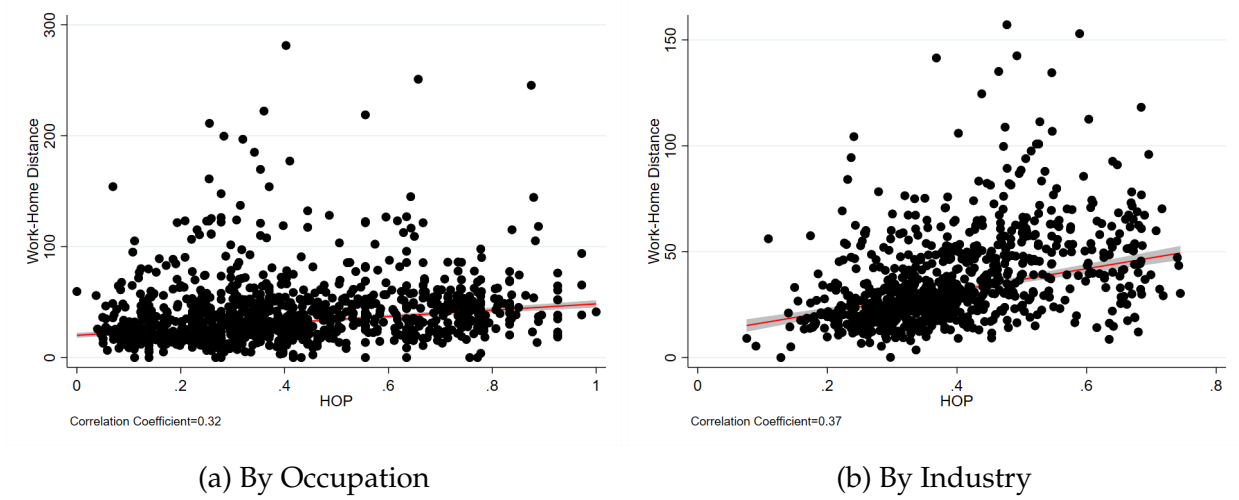 300
200
100
0
Work-Home Distance
0
.2
.4
.6
.8
1
HOP
Correlation Coefficient=0.32
(a) By Occupation
150
100
50
0
Work-Home Distance
0
.2
.4
.6
.8
HOP
Correlation Coefficient=0.37
(b) By Industry